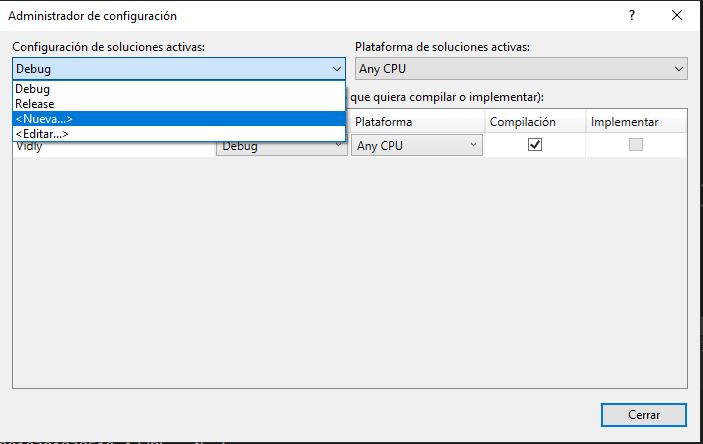 Administrador de configuración
Configuración de soluciones activas:
Plataforma de soluciones activas:
Debug
Any CPU
Debug
Release
<Nueva...>
<Editar...>
que quiera compilar o implementar):
Plataforma
Compilación
Implementar
Vidly
Debug
Any CPU
Cerrar